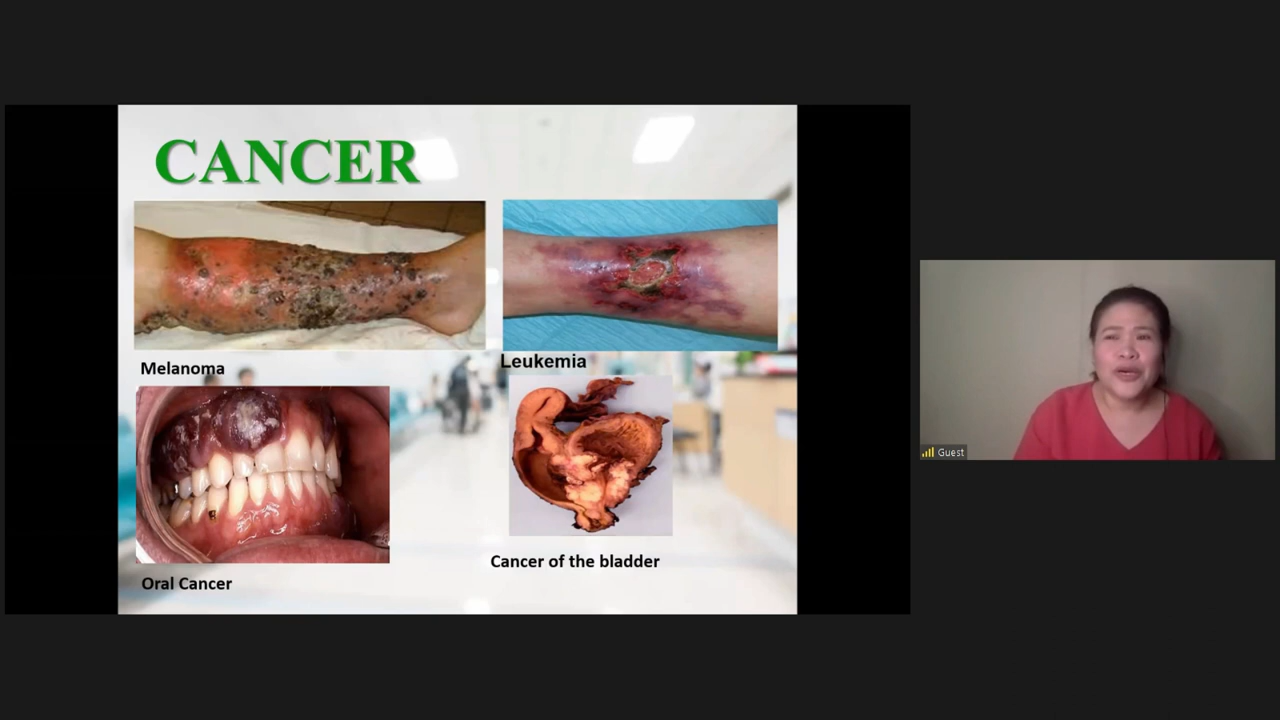 CANCER
Melanoma
Leukemia
Oral Cancer
Cancer of the bladder
Guest